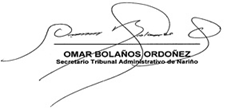 OMAR BOLAÑOS ORDOÑEZ
Secretario Tribunal Administrativo de Nariño